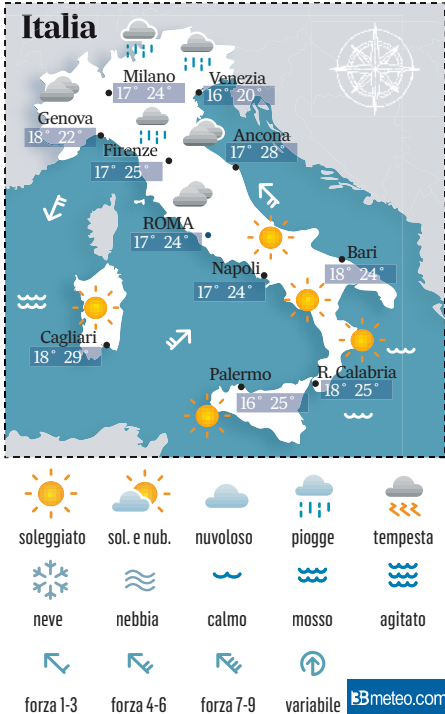 Italia
Milano
17° 24°
Venezia
16° 20°
Genova
18° 22°
Firenze
17° 25°
Ancona
17° 28°
ROMA
17° 24°
Bari
18° 24°
Napoli
17° 24°
Cagliari
18° 29°
Palermo
16° 25°
R. Calabria
18° 25°
soleggiato sol. e nub. nuvoloso piogge tempesta
neve nebbia calmo mosso agitato
forza 1-3 forza 4-6 forza 7-9 variabile
3Bmeteo.com